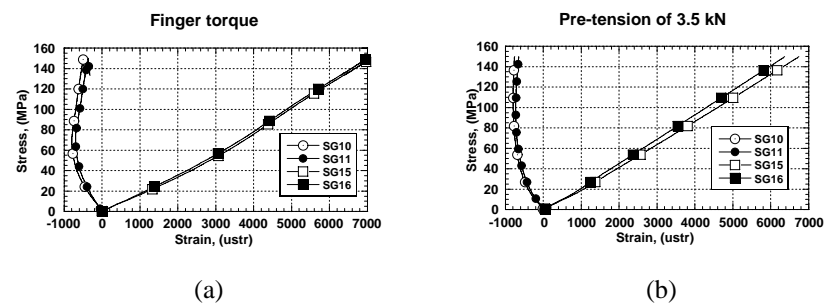 Finger torque
Pre-tension of 3.5 kN
Stress, (MPa)
160
140
120
100
80
60
40
20
0
-1000 0 1000 2000 3000 4000 5000 6000 7000
Strain, (ustr)
SG10
SG11
SG15
SG16
Stress, (MPa)
160
140
120
100
80
60
40
20
0
-1000 0 1000 2000 3000 4000 5000 6000 7000
Strain, (ustr)
SG10
SG11
SG15
SG16
(a)
(b)